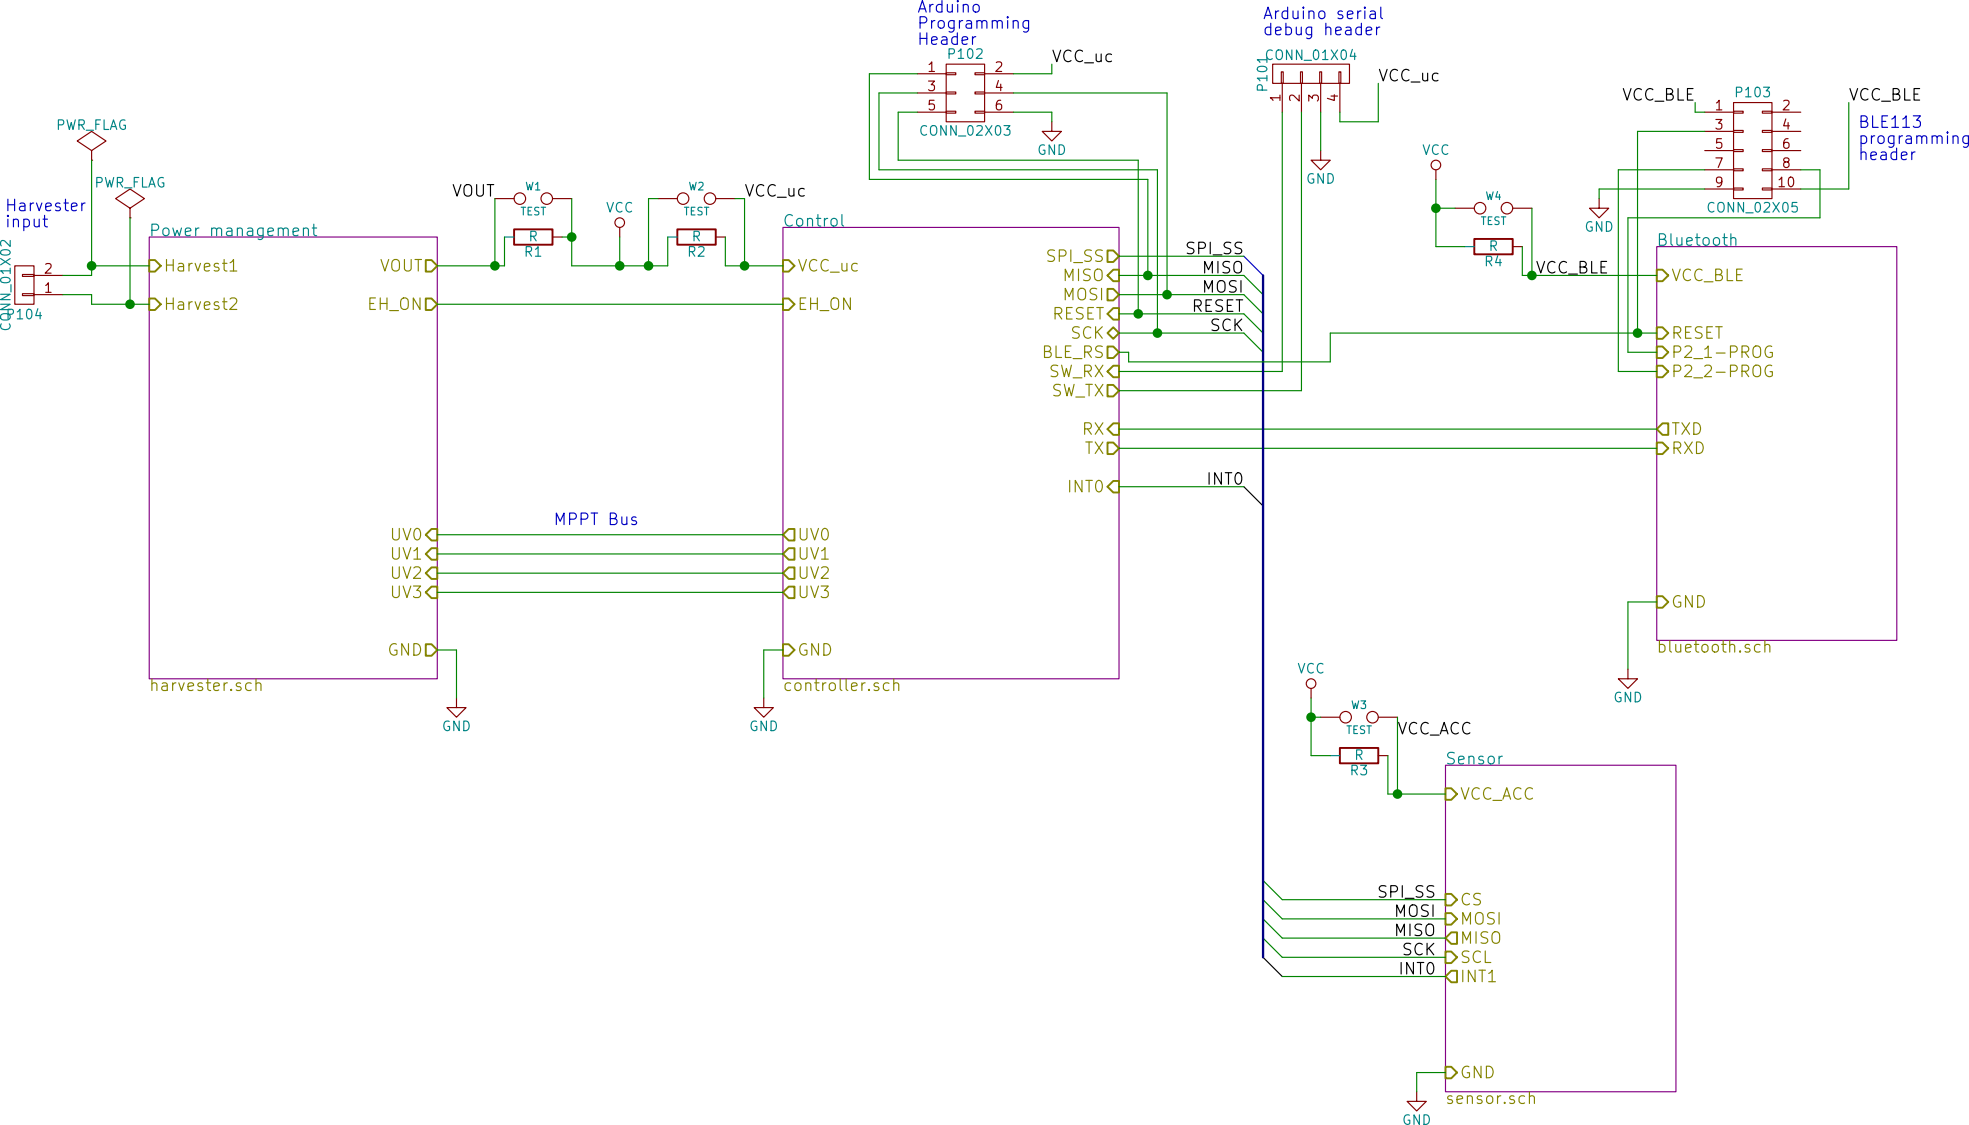 Arduino
Programming
Header
P102
1
2
3
4
5
6
CONN_02X03
VCC_uc
GND
Arduino serial
debug header
CONN_01X04
P101
1
2
3
4
VCC_uc
GND
VCC_BLE
P103
1
2
3
4
5
6
7
8
9
10
CONN_02X05
VCC_BLE
BLE113
programming
header
GND
PWR_FLAG
PWR_FLAG
Harvester
input
CONN_01X02
2
1
P104
Power management
Harvest1
Harvest2
VOUT
EH_ON
UV0
UV1
UV2
UV3
GND
harvester.sch
GND
VOUT
W1
TEST
R
R1
VCC
W2
TEST
R
R2
VCC_uc
MPPT Bus
Control
VCC_uc
EH_ON
UV0
UV1
UV2
UV3
GND
SPI_SS
MISO
MOSI
RESET
SCK
BLE_RS
SW_RX
SW_TX
RX
TX
INT0
controller.sch
GND
SPI_SS
MISO
MOSI
RESET
SCK
INT0
VCC
W4
TEST
R
R4
VCC_BLE
Bluetooth
VCC_BLE
RESET
P2_1-PROG
P2_2-PROG
TXD
RXD
GND
bluetooth.sch
GND
VCC
W3
TEST
R
R3
VCC_ACC
Sensor
VCC_ACC
SPI_SS
MOSI
MISO
SCK
INT0
CS
MOSI
MISO
SCL
INT1
GND
sensor.sch
GND